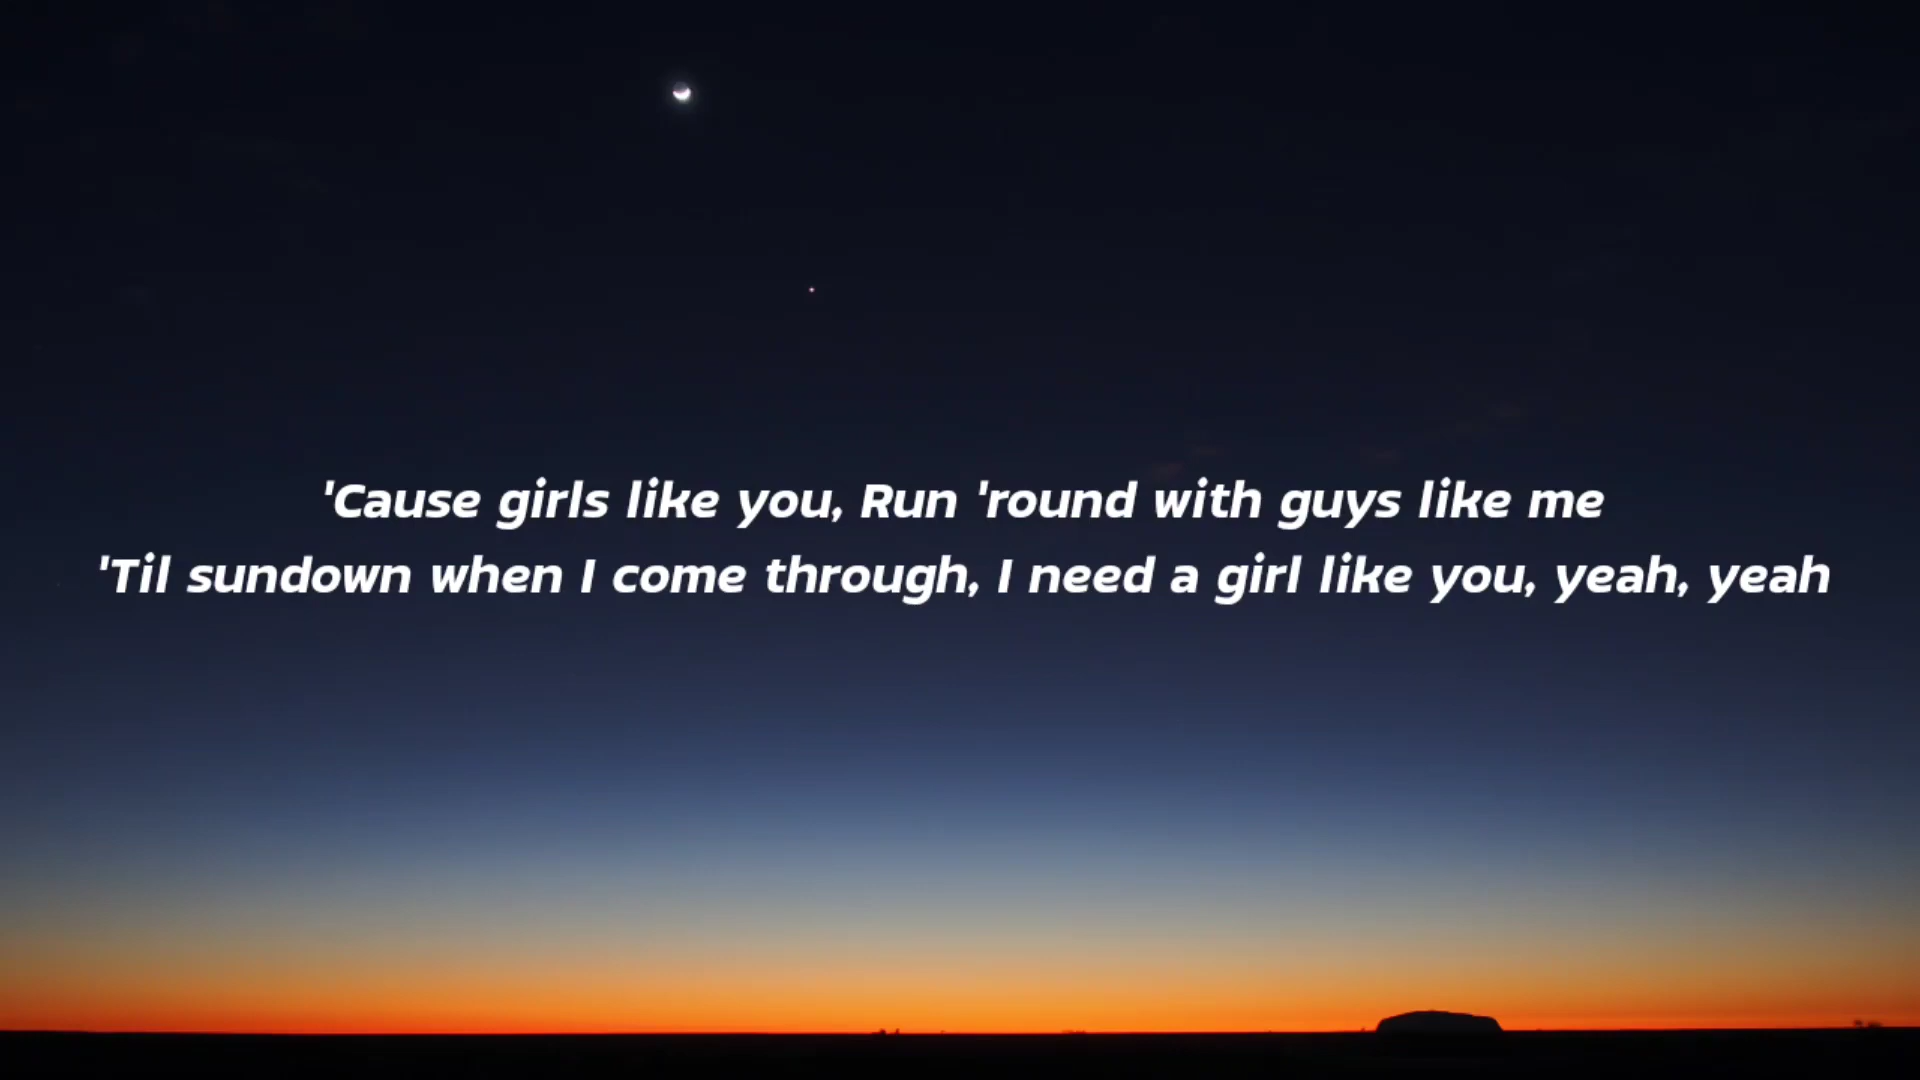 'Cause girls like you, Run 'round with guys like me
'Til sundown when I come through, I need a girl like you, yeah, yeah